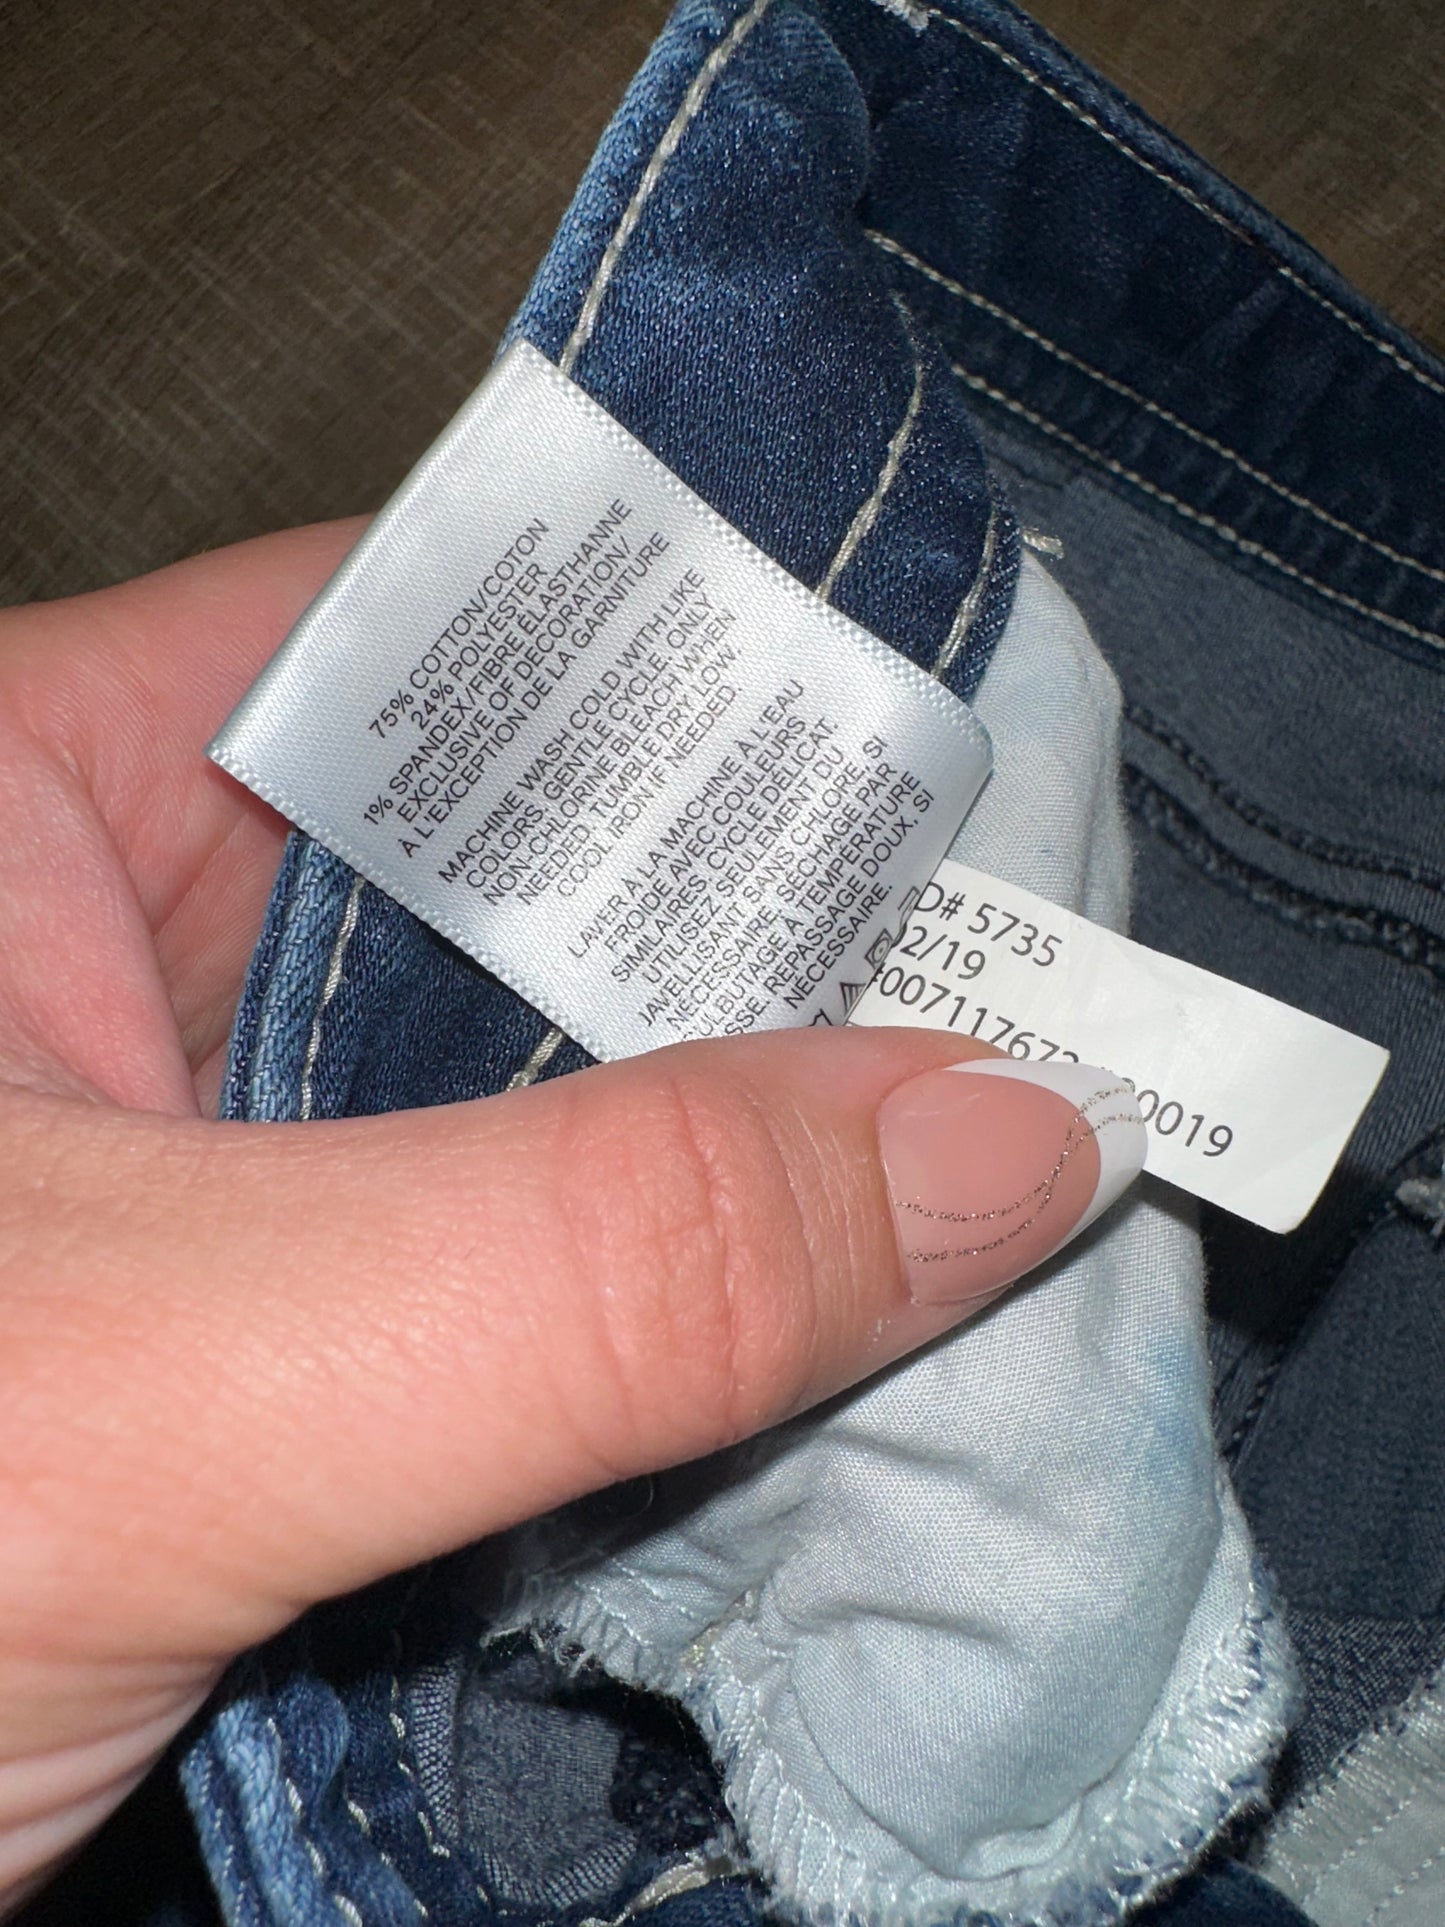 75% COTTON/COTON
24% POLYESTER
1% SPANDEX/FIBRE ÉLASTHANNE
EXCLUSIVE OF DECORATION/
À L'EXCEPTION DE LA GARNITURE
MACHINE WASH COLD WITH LIKE
COLORS. GENTLE CYCLE. ONLY
NON-CHLORINE BLEACH WHEN
NEEDED. TUMBLE DRY LOW.
COOL IRON IF NEEDED.
LAVER À LA MACHINE À L'EAU
FROIDE AVEC COULEURS
SIMILAIRES. CYCLE DÉLICAT.
UTILISEZ SEULEMENT DU
JAVELLISANT SANS CHLORE, SI
NÉCESSAIRE. SÉCHAGE PAR
CULBUTAGE À TEMPÉRATURE
BASSE. REPASSAGE DOUX, SI
NÉCESSAIRE.
D# 5735
02/19
#00711767
0019